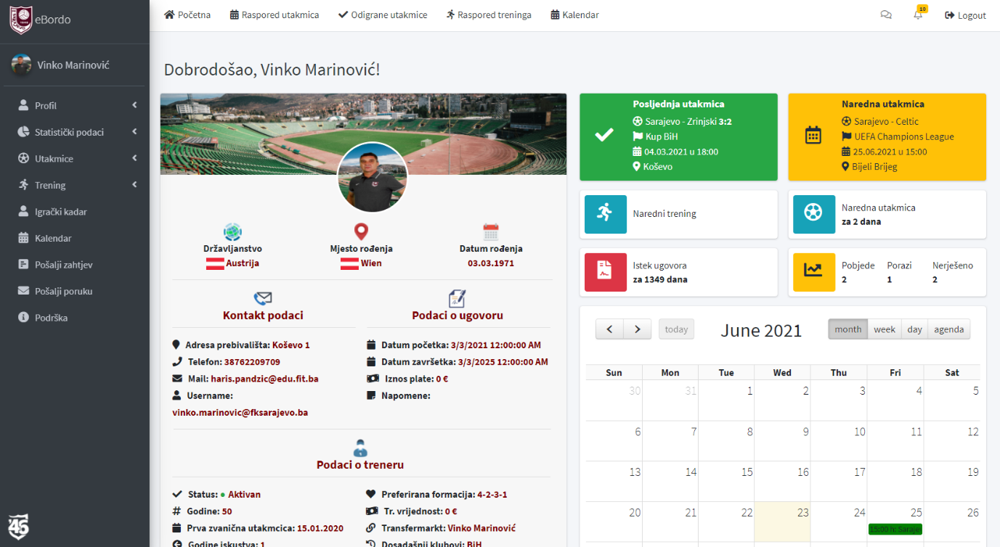 eBordo
Početna
Raspored utakmica
Odigrane utakmice
Raspored treninga
Kalendar
10
Logout
Vinko Marinović
Profil
Statistički podaci
Utakmice
Trening
Igrački kadar
Kalendar
Pošalji zahtjev
Pošalji poruku
Podrška
Dobrodošao, Vinko Marinović!
Državljanstvo
Austrija
Mjesto rođenja
Wien
Datum rođenja
03.03.1971
Kontakt podaci
Adresa prebivališta: Koševo 1
Telefon: 38762209709
Mail: haris.pandzic@edu.fit.ba
Username:
vinko.marinovic@fksarajevo.ba
Podaci o ugovoru
Datum početka: 3/3/2021 12:00:00 AM
Datum završetka: 3/3/2025 12:00:00 AM
Iznos plate: 0 €
Napomene:
Podaci o treneru
Status: Aktivan
Godine: 50
Prva zvanična utakmcica: 15.01.2020
Godine iskustva: 1
Preferirana formacija: 4-2-3-1
Tr. vrijednost: 0 €
Transfermarkt: Vinko Marinović
Dosadašnji klubovi: BiH
Posljednja utakmica
Sarajevo - Zrinjski 3:2
Kup BiH
04.03.2021 u 18:00
Koševo
Naredna utakmica
Sarajevo - Celtic
UEFA Champions League
25.06.2021 u 15:00
Bijeli Brijeg
Naredni trening
Naredna utakmica
za 2 dana
Istek ugovora
za 1349 dana
Pobjede Porazi Nerješeno
2 1 2
today
June 2021
month week day agenda
Sun Mon Tue Wed Thu Fri Sat
30 31 1 2 3 4 5
6 7 8 9 10 11 12
13 14 15 16 17 18 19
20 21 22 23 24 25 26
15:00 h: Saraje
46